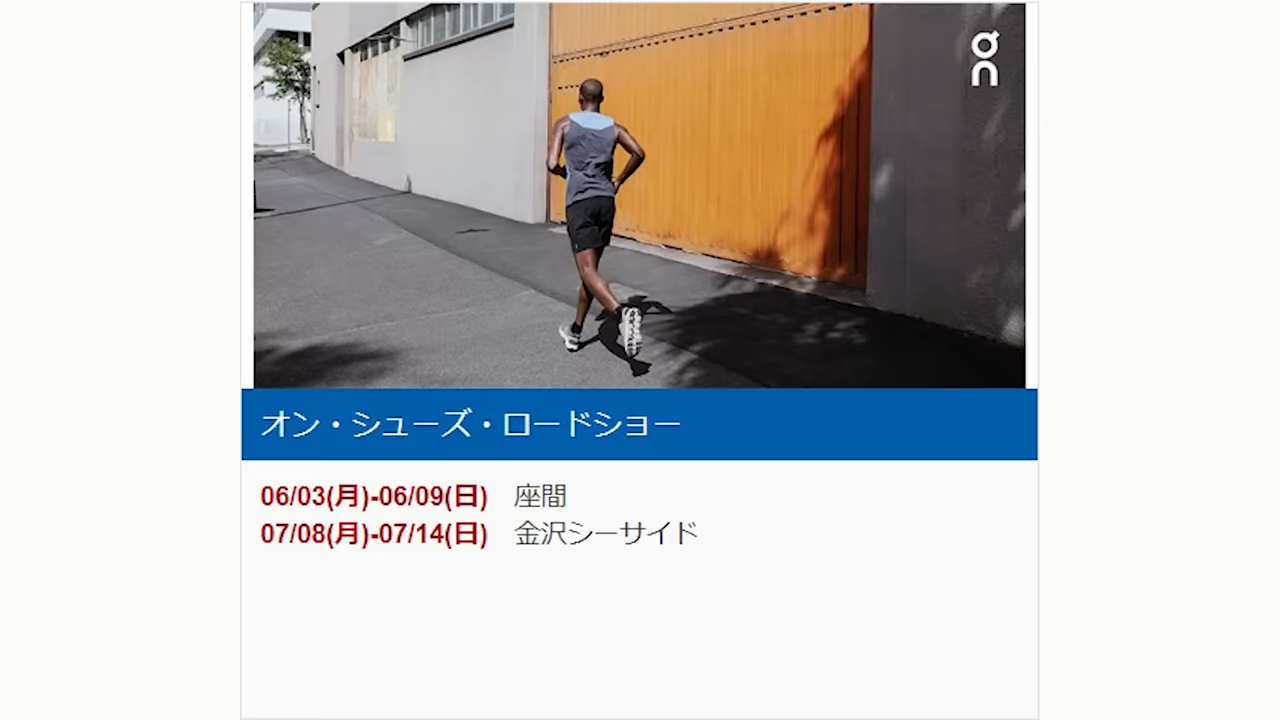 on
オン・シューズ・ロードショー
06/03(月)-06/09(日) 座間
07/08(月)-07/14(日) 金沢シーサイド